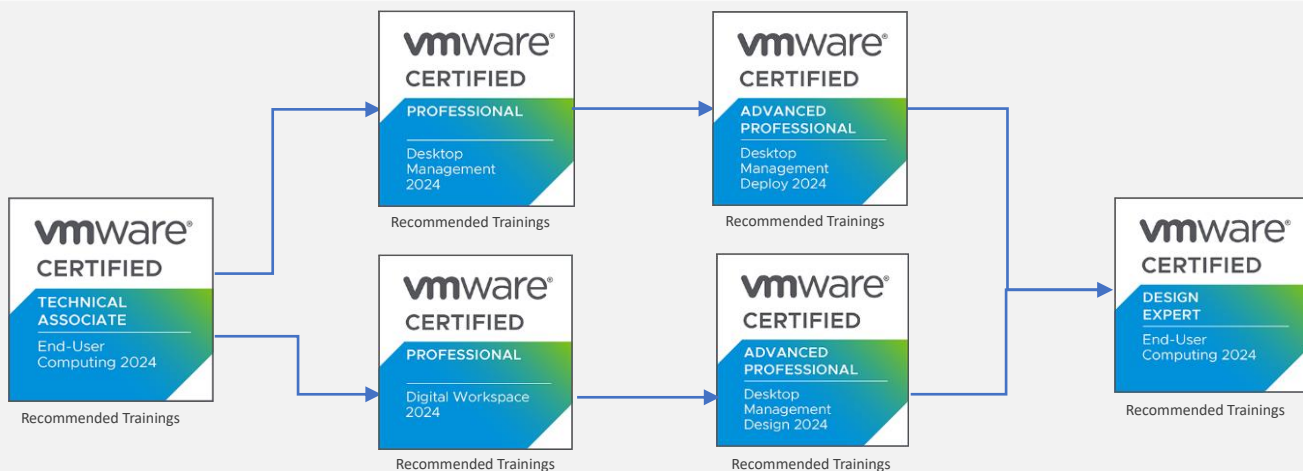 vmware®
CERTIFIED
TECHNICAL
ASSOCIATE
End-User
Computing 2024
Recommended Trainings
vmware®
CERTIFIED
PROFESSIONAL
Desktop
Management
2024
Recommended Trainings
vmware®
CERTIFIED
ADVANCED
PROFESSIONAL
Desktop
Management
Deploy 2024
Recommended Trainings
vmware®
CERTIFIED
PROFESSIONAL
Digital Workspace
2024
Recommended Trainings
vmware®
CERTIFIED
ADVANCED
PROFESSIONAL
Desktop
Management
Design 2024
Recommended Trainings
vmware®
CERTIFIED
DESIGN
EXPERT
End-User
Computing 2024
Recommended Trainings